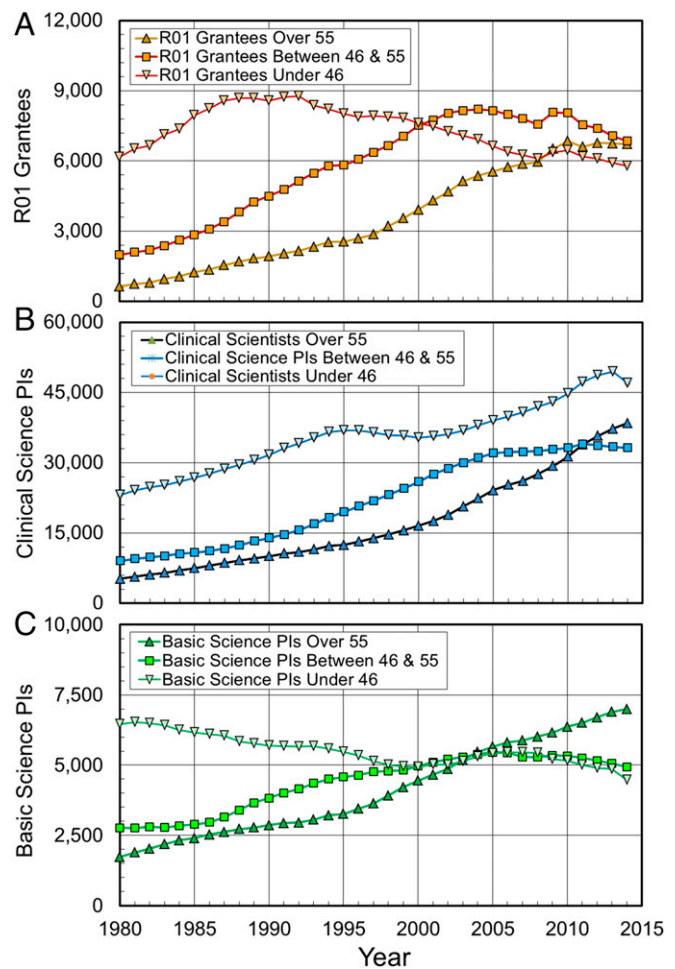 A
12,000
R01 Grantees Over 55
R01 Grantees Between 46 & 55
R01 Grantees Under 46
9,000
6,000
3,000
0
R01 Grantees
B
60,000
Clinical Scientists Over 55
Clinical Science PIs Between 46 & 55
Clinical Scientists Under 46
45,000
30,000
15,000
0
Clinical Science PIs
C
10,000
Basic Science PIs Over 55
Basic Science PIs Between 46 & 55
Basic Science PIs Under 46
7,500
5,000
2,500
0
Basic Science PIs
1980 1985 1990 1995 2000 2005 2010 2015
Year